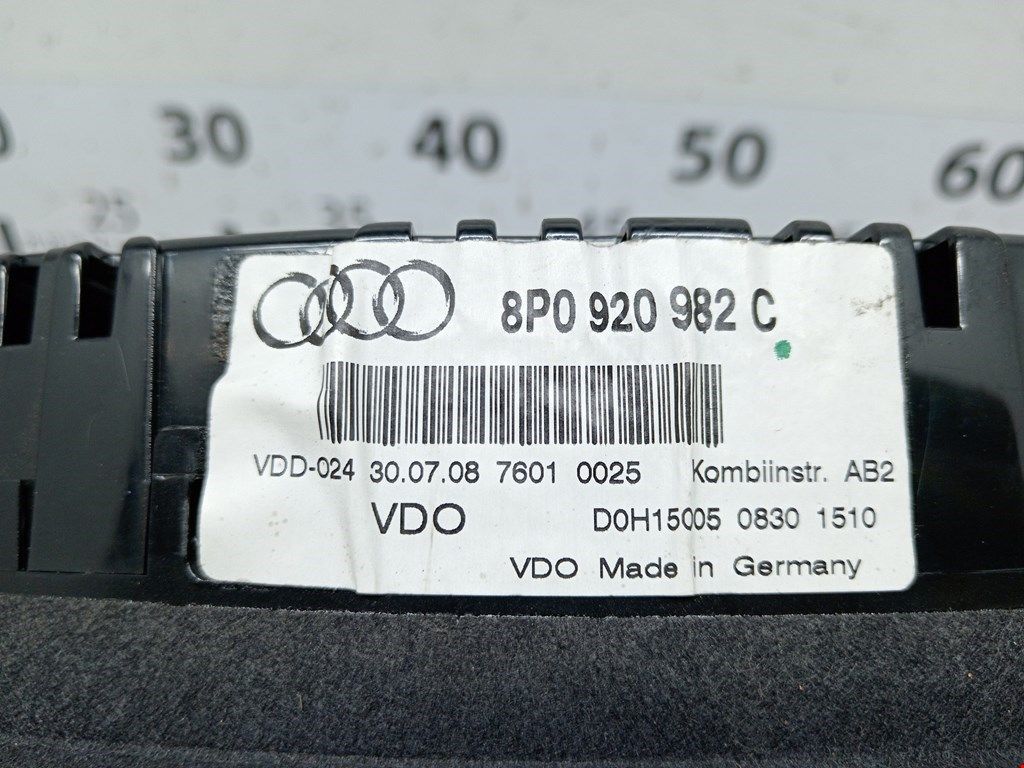 30 40 50 60
8P0 920 982 C
VDD-024 30.07.08 7601 0025 Kombiinstr. AB2
VDO D0H15005 0830 1510
VDO Made in Germany